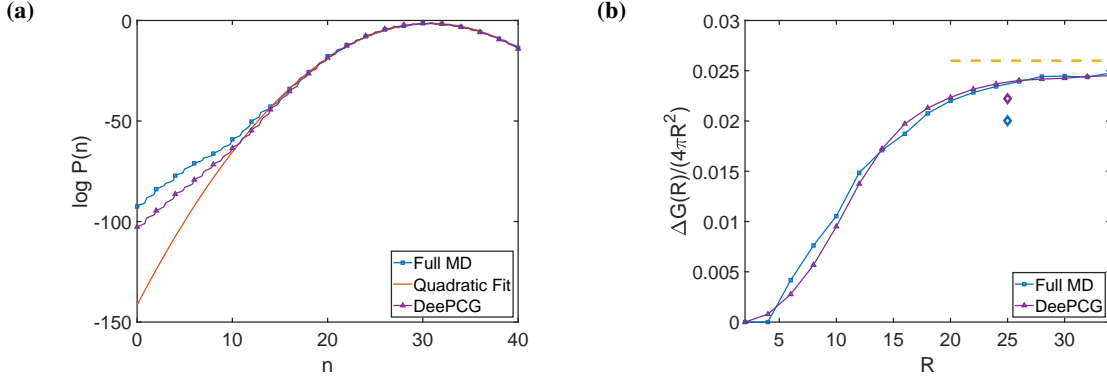 (a)
log P(n)
0
-50
-100
-150
0 10 20 30 40
n
Full MD
Quadratic Fit
DeePCG
(b)
ΔG(R)/(4πR²)
0.03
0.025
0.02
0.015
0.01
0.005
0
5 10 15 20 25 30
R
Full MD
DeePCG